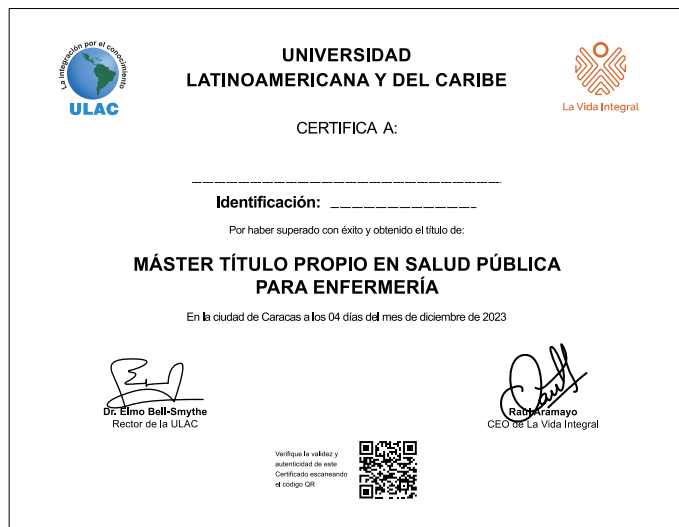 La integración por el conocimiento
ULAC
UNIVERSIDAD
LATINOAMERICANA Y DEL CARIBE
La Vida Integral
CERTIFICA A:
Identificación:
Por haber superado con éxito y obtenido el título de:
MÁSTER TÍTULO PROPIO EN SALUD PÚBLICA
PARA ENFERMERÍA
En la ciudad de Caracas a los 04 días del mes de diciembre de 2023
Dr. Elmo Bell-Smythe
Rector de la ULAC
Raúl Aramayo
CEO de La Vida Integral
Verifique la validez y
autenticidad de este
Certificado escaneando
el código QR